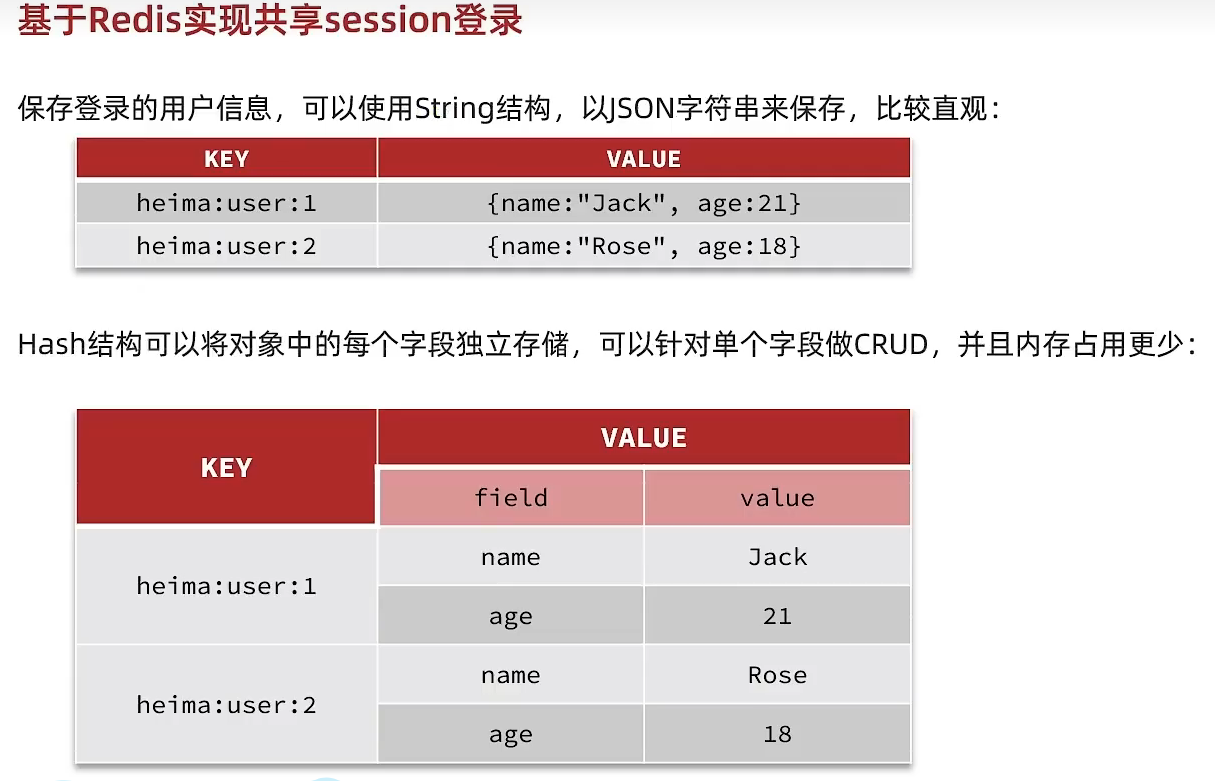 基于Redis实现共享session登录
保存登录的用户信息，可以使用String结构，以JSON字符串来保存，比较直观：
KEY VALUE
heima:user:1 {name:"Jack", age:21}
heima:user:2 {name:"Rose", age:18}
Hash结构可以将对象中的每个字段独立存储，可以针对单个字段做CRUD，并且内存占用更少：
KEY VALUE
field value
heima:user:1 name Jack
age 21
heima:user:2 name Rose
age 18